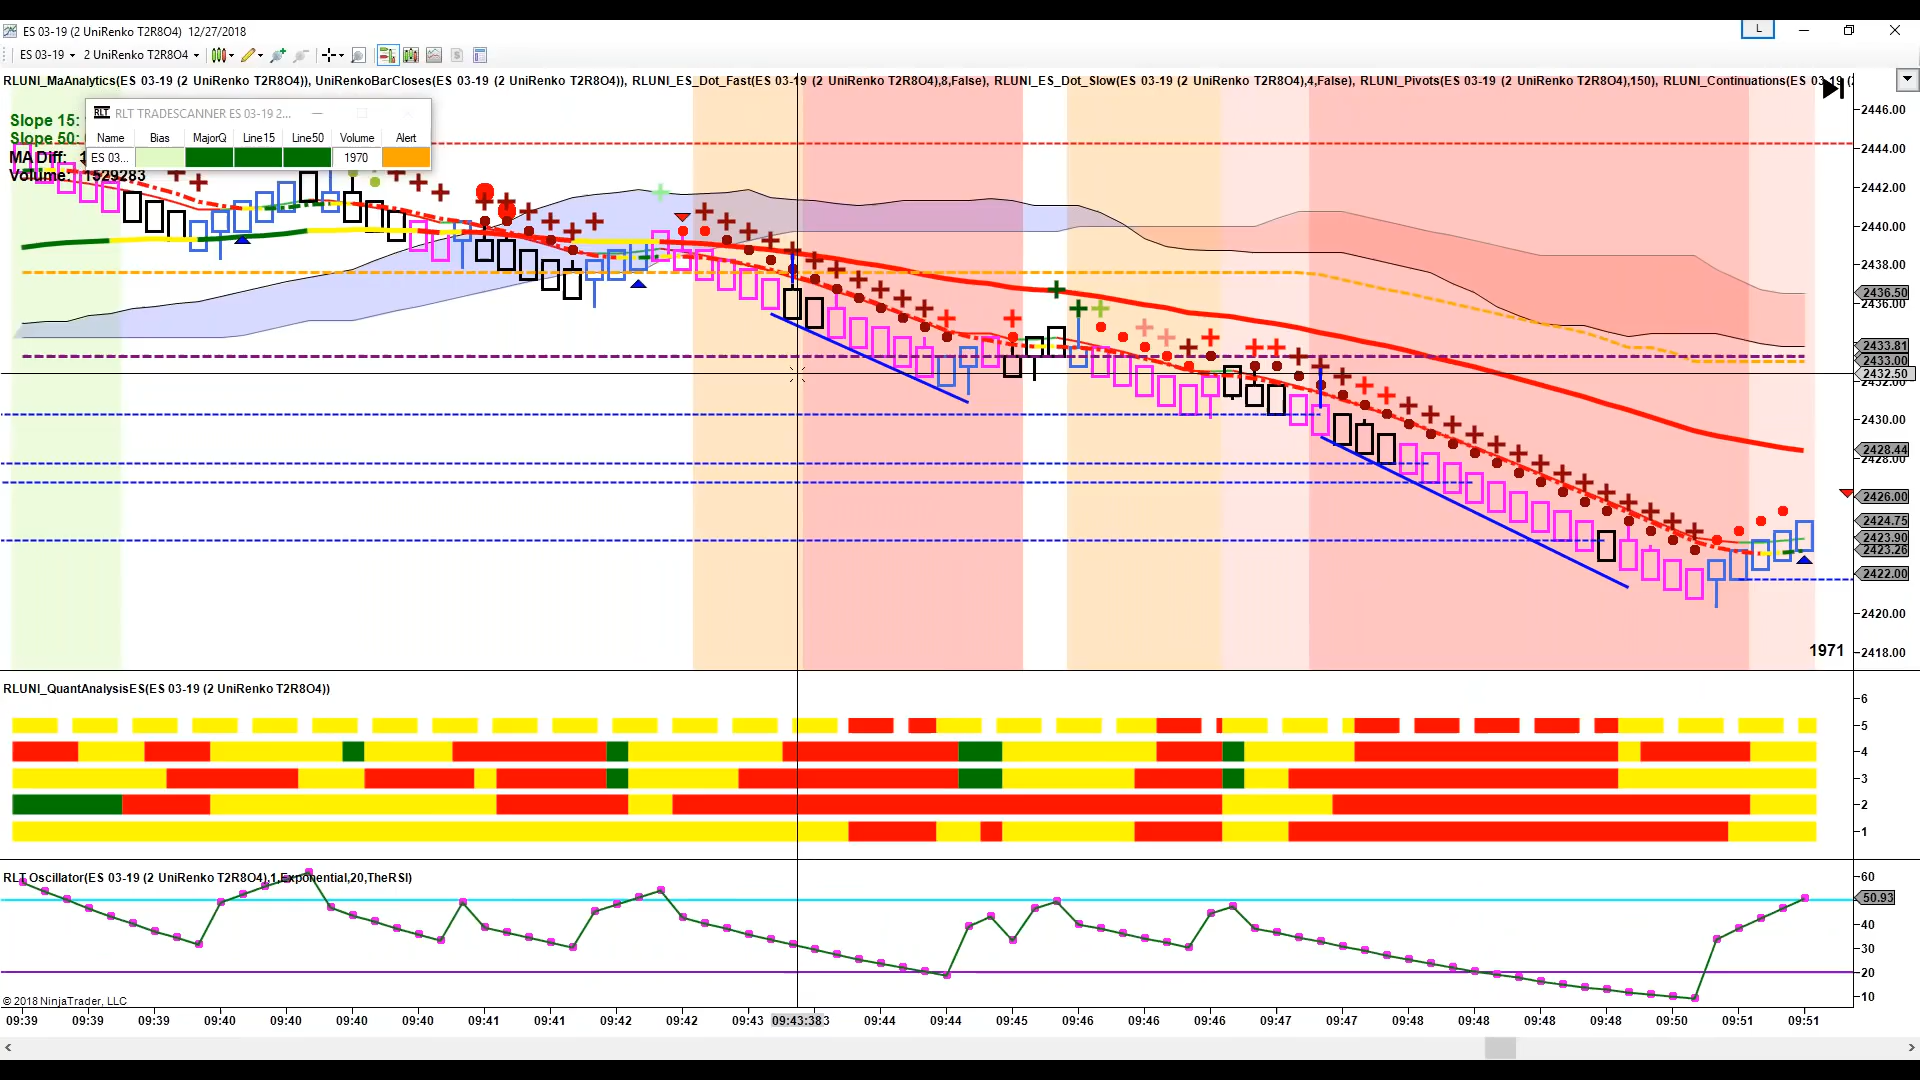 ES 03-19 (2 UniRenko T2R8O4)  12/27/2018
L
ES 03-19 2 UniRenko T2R8O4
RLUNI_MaAnalytics(ES 03-19 (2 UniRenko T2R8O4)), UniRenkoBarCloses(ES 03-19 (2 UniRenko T2R8O4)), RLUNI_ES_Dot_Fast(ES 03-19 (2 UniRenko T2R8O4),8,False), RLUNI_ES_Dot_Slow(ES 03-19 (2 UniRenko T2R8O4),4,False), RLUNI_Pivots(ES 03-19 (2 UniRenko T2R8O4),150), RLUNI_Continuations(ES 03-19
RLT RLT TRADESCANNER ES 03-19 2...
Name Bias MajorQ Line15 Line50 Volume Alert
ES 03... 1970
Slope 15:
Slope 50:
MA Diff:
Volume: 1529283
2446.00
2444.00
2442.00
2440.00
2438.00
2436.50
2436.00
2433.81
2433.00
2432.50
2432.00
2430.00
2428.44
2428.00
2426.00
2424.75
2423.90
2423.26
2422.00
2420.00
2418.00
1971
RLUNI_QuantAnalysisES(ES 03-19 (2 UniRenko T2R8O4))
6
5
4
3
2
1
RLT Oscillator(ES 03-19 (2 UniRenko T2R8O4),1,Exponential,20,TheRSI)
60
50.93
40
30
20
10
© 2018 NinjaTrader, LLC
09:39 09:39 09:39 09:40 09:40 09:40 09:40 09:41 09:41 09:42 09:42 09:43 09:43:38 09:44 09:44 09:45 09:46 09:46 09:46 09:47 09:47 09:48 09:48 09:48 09:48 09:50 09:51 09:51